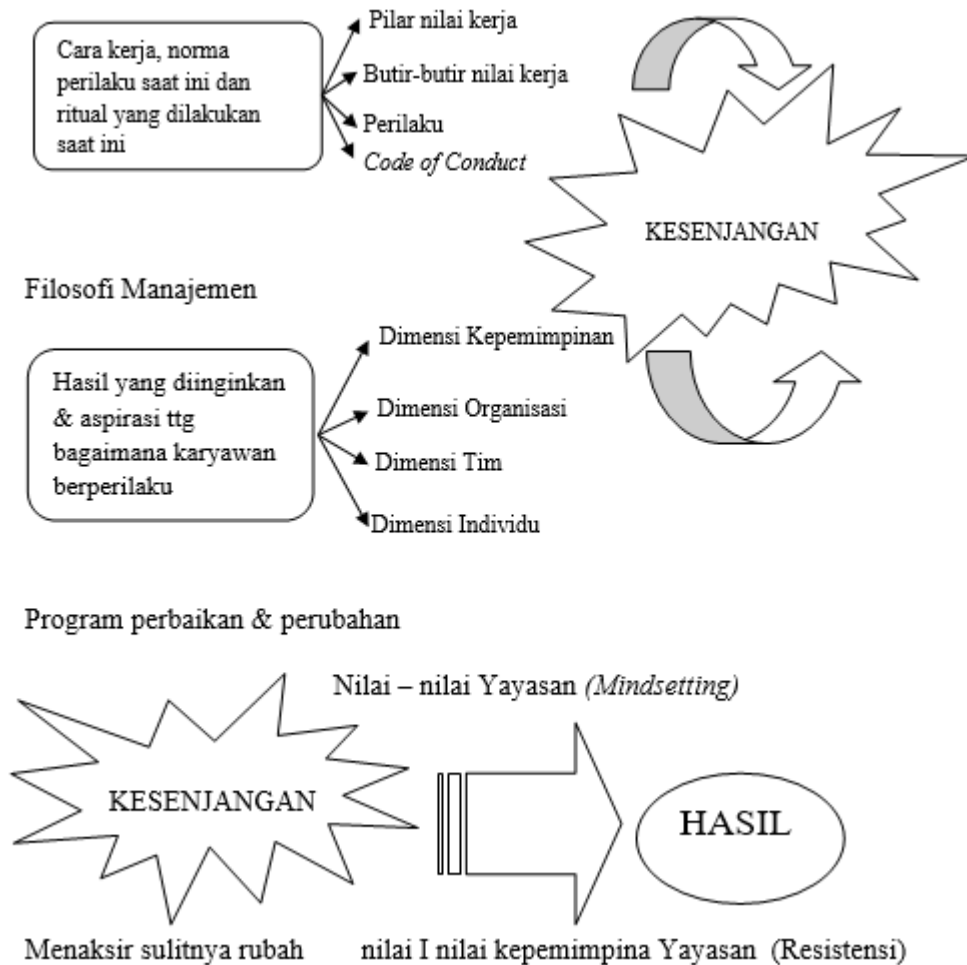 Cara kerja, norma
perilaku saat ini dan
ritual yang dilakukan
saat ini
Pilar nilai kerja
Butir-butir nilai kerja
Perilaku
Code of Conduct
KESENJANGAN
Filosofi Manajemen
Hasil yang diinginkan
& aspirasi ttg
bagaimana karyawan
berperilaku
Dimensi Kepemimpinan
Dimensi Organisasi
Dimensi Tim
Dimensi Individu
Program perbaikan & perubahan
Nilai – nilai Yayasan (Mindsetting)
KESENJANGAN
HASIL
Menaksir sulitnya rubah
nilai I nilai kepemimpina Yayasan (Resistensi)